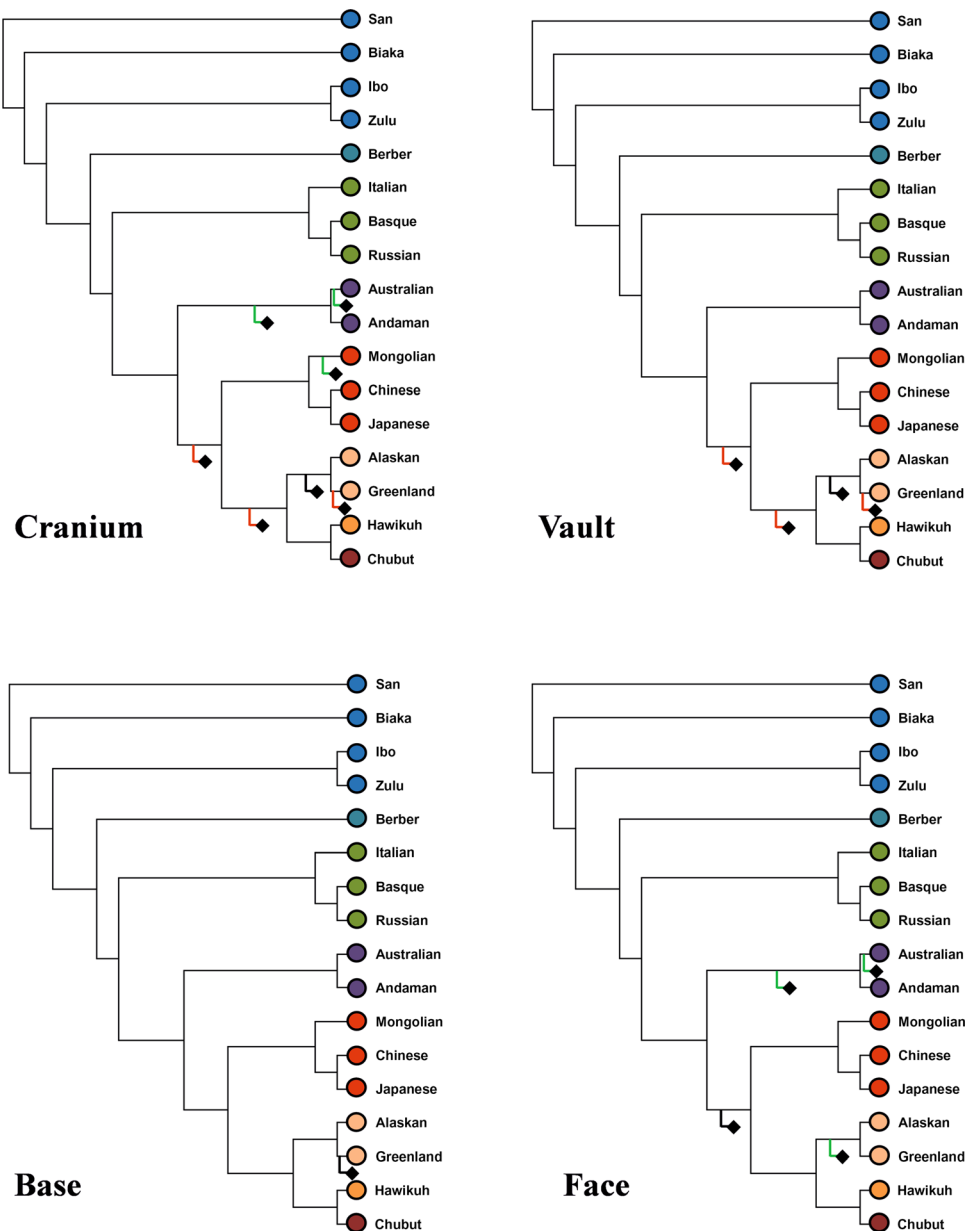 San
Biaka
Ibo
Zulu
Berber
Italian
Basque
Russian
Australian
Andaman
Mongolian
Chinese
Japanese
Alaskan
Greenland
Hawikuh
Chubut
Cranium
San
Biaka
Ibo
Zulu
Berber
Italian
Basque
Russian
Australian
Andaman
Mongolian
Chinese
Japanese
Alaskan
Greenland
Hawikuh
Chubut
Vault
San
Biaka
Ibo
Zulu
Berber
Italian
Basque
Russian
Australian
Andaman
Mongolian
Chinese
Japanese
Alaskan
Greenland
Hawikuh
Chubut
Base
San
Biaka
Ibo
Zulu
Berber
Italian
Basque
Russian
Australian
Andaman
Mongolian
Chinese
Japanese
Alaskan
Greenland
Hawikuh
Chubut
Face